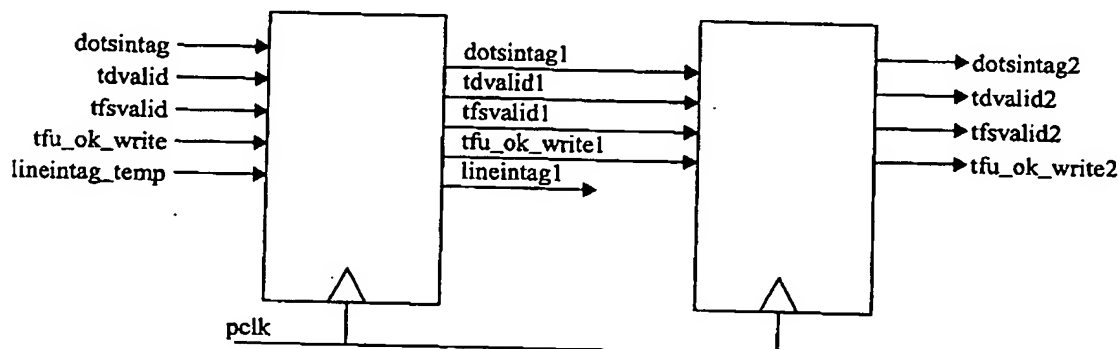 dotsintag
tdvalid
tfsvalid
tfu_ok_write
lineintag_temp
dotsintag1
tdvalid1
tfsvalid1
tfu_ok_write1
lineintag1
dotsintag2
tdvalid2
tfsvalid2
tfu_ok_write2
pclk